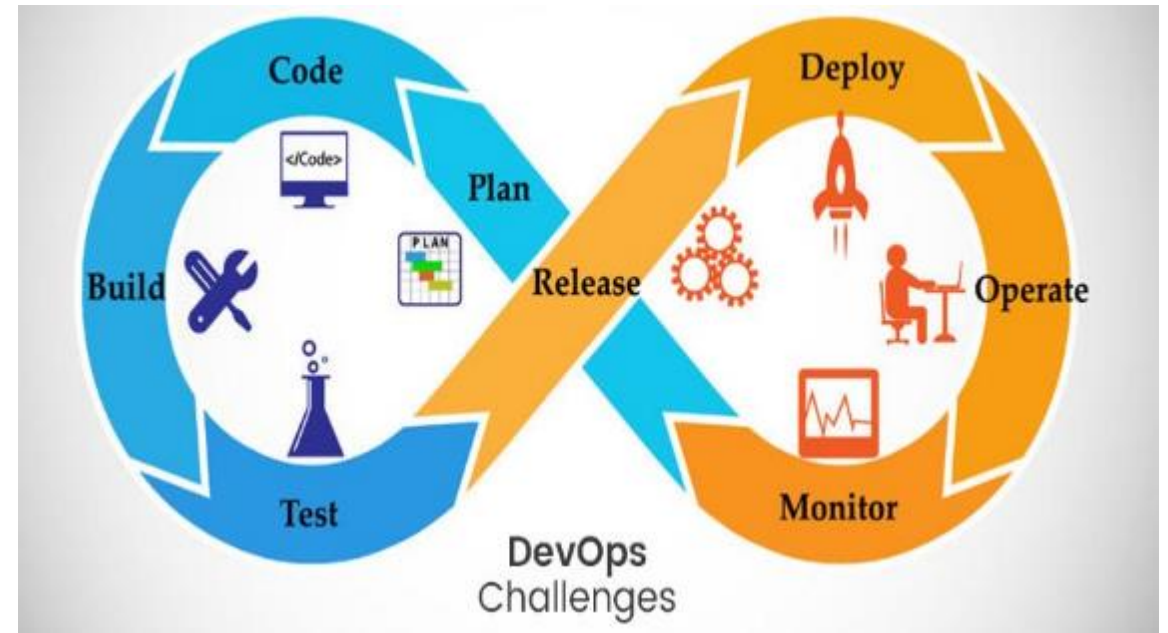 Code
Deploy
</Code>
Plan
PLAN
Build
Release
Operate
Test
Monitor
DevOps
Challenges